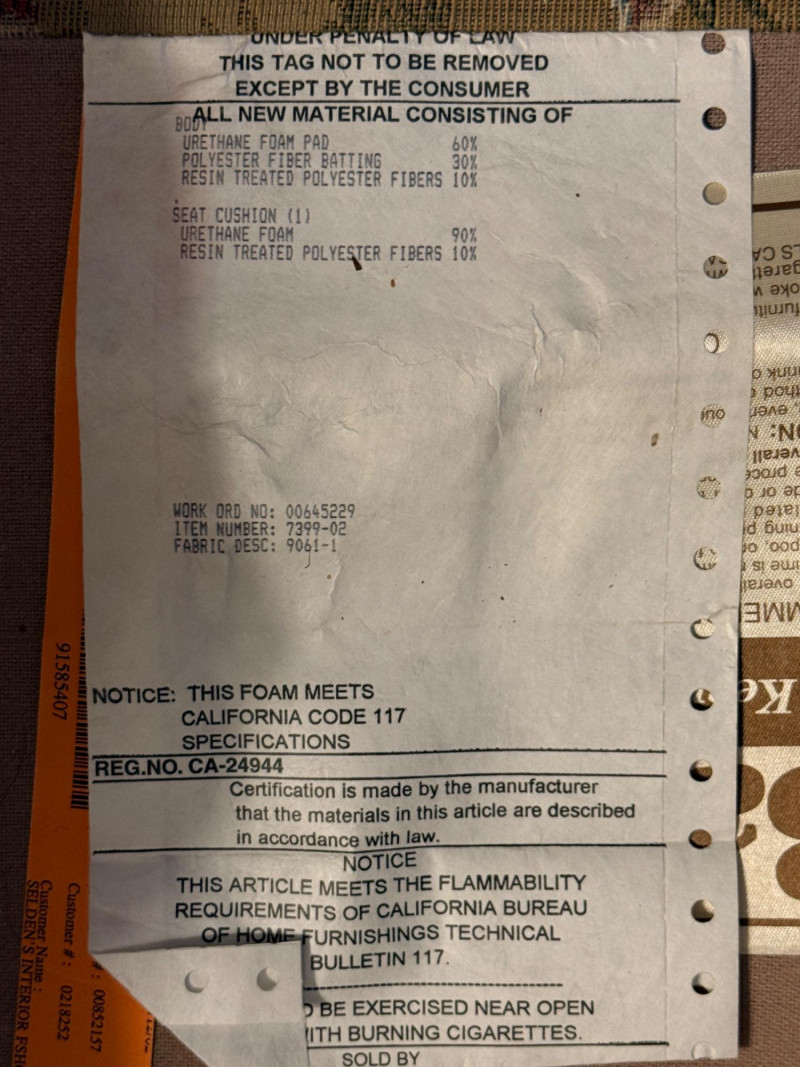 UNDER PENALTY OF LAW
THIS TAG NOT TO BE REMOVED
EXCEPT BY THE CONSUMER
ALL NEW MATERIAL CONSISTING OF
BODY
URETHANE FOAM PAD 60%
POLYESTER FIBER BATTING 30%
RESIN TREATED POLYESTER FIBERS 10%
SEAT CUSHION (1)
URETHANE FOAM 90%
RESIN TREATED POLYESTER FIBERS 10%
WORK ORD NO: 00645229
ITEM NUMBER: 7399-02
FABRIC DESC: 9061-1
NOTICE: THIS FOAM MEETS
CALIFORNIA CODE 117
SPECIFICATIONS
REG.NO. CA-24944
Certification is made by the manufacturer
that the materials in this article are described
in accordance with law.
NOTICE
THIS ARTICLE MEETS THE FLAMMABILITY
REQUIREMENTS OF CALIFORNIA BUREAU
OF HOME FURNISHINGS TECHNICAL
BULLETIN 117.
BE EXERCISED NEAR OPEN
WITH BURNING CIGARETTES.
SOLD BY
91585407
#: 00852157
Customer #: 0218252
Customer Name:
SELDEN'S INTERIOR FSH